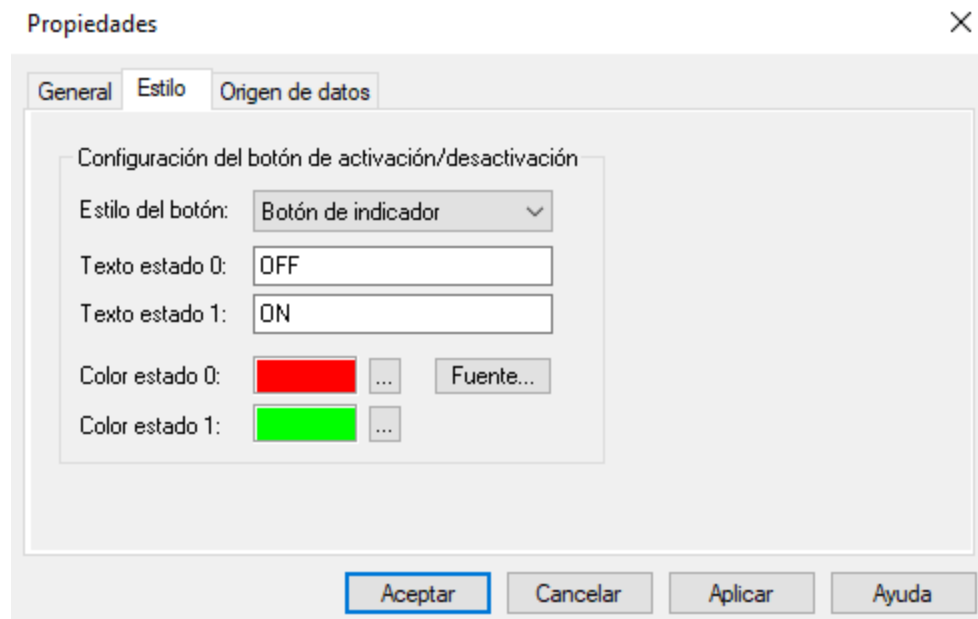 Propiedades
General Estilo Origen de datos
Configuración del botón de activación/desactivación
Estilo del botón: Botón de indicador
Texto estado 0: OFF
Texto estado 1: ON
Color estado 0: ... Fuente...
Color estado 1: ...
Aceptar Cancelar Aplicar Ayuda